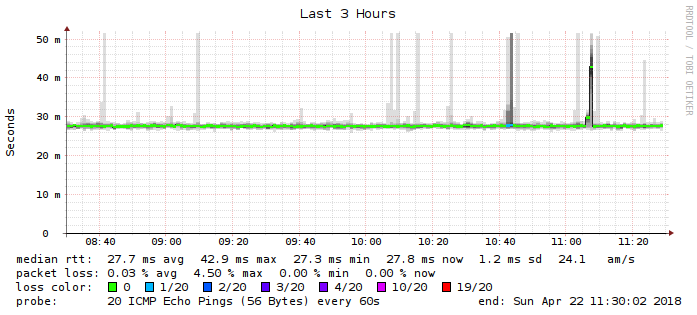 Last 3 Hours
RRDTOOL / TOBI OETIKER
Seconds
50 m
40 m
30 m
20 m
10 m
0
08:40 09:00 09:20 09:40 10:00 10:20 10:40 11:00 11:20
median rtt: 27.7 ms avg 42.9 ms max 27.3 ms min 27.8 ms now 1.2 ms sd 24.1 am/s
packet loss: 0.03 % avg 4.50 % max 0.00 % min 0.00 % now
loss color: 0 1/20 2/20 3/20 4/20 10/20 19/20
probe: 20 ICMP Echo Pings (56 Bytes) every 60s end: Sun Apr 22 11:30:02 2018